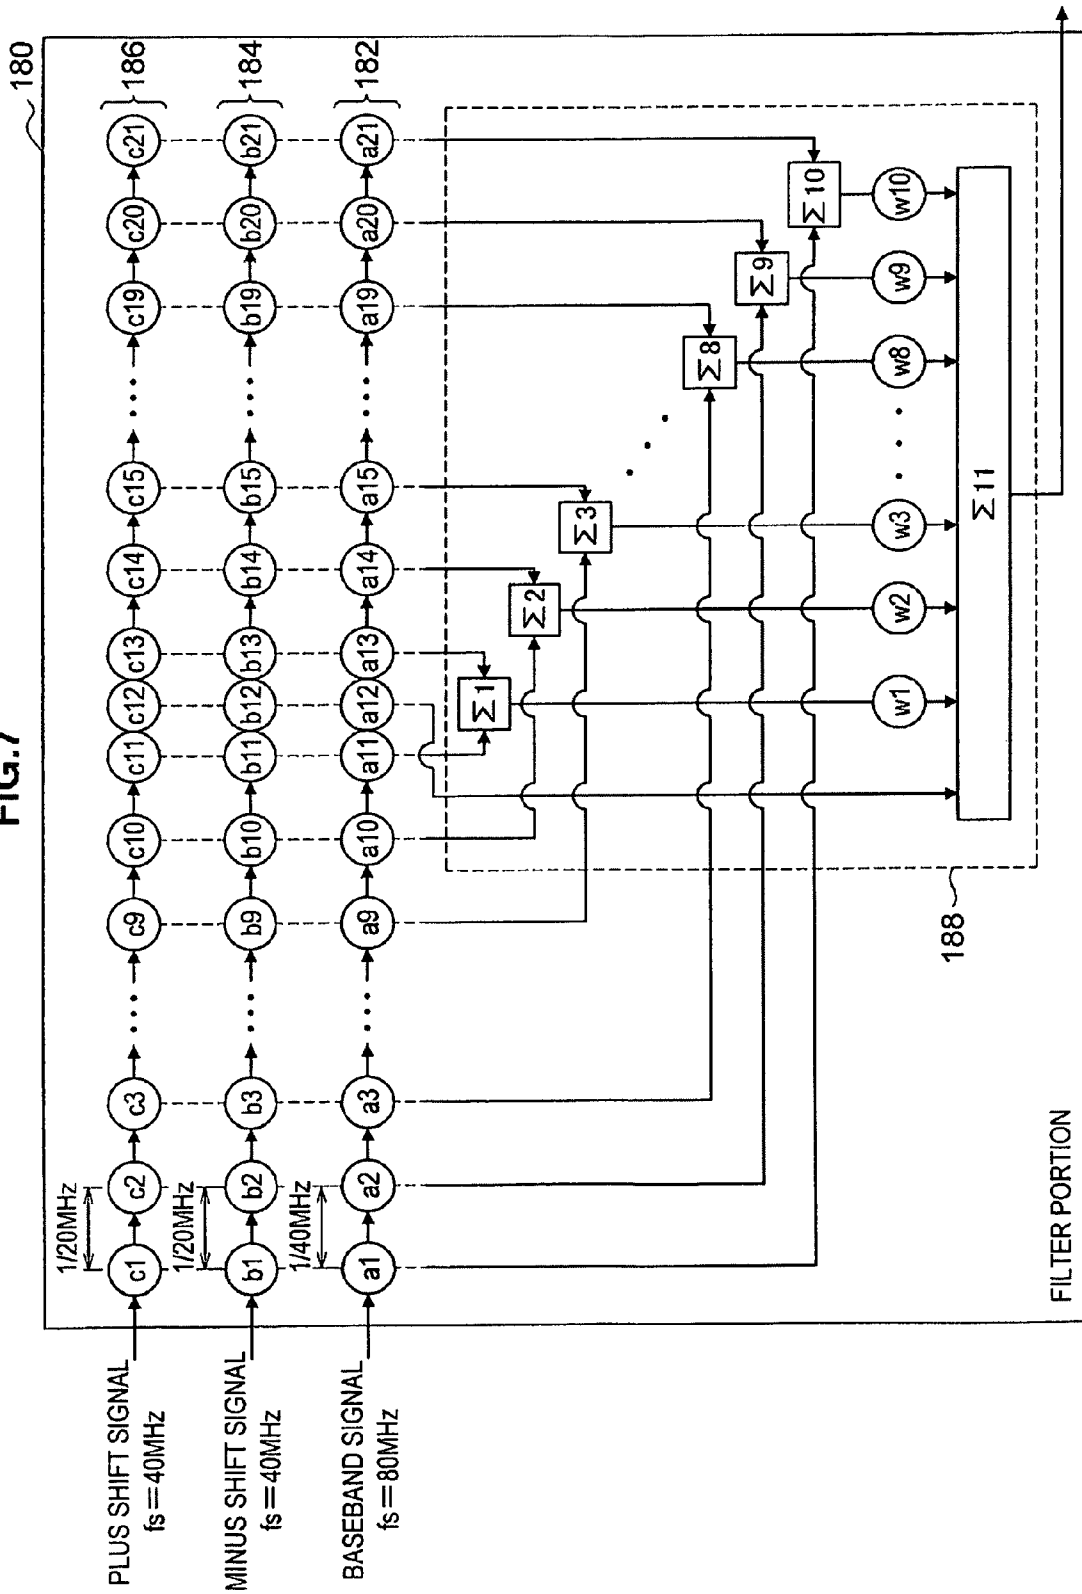 FIG.7
180
186
184
182
PLUS SHIFT SIGNAL
fs=40MHz
1/20MHz
c1 c2 c3 c9 c10 c11 c12 c13 c14 c15 c19 c20 c21
MINUS SHIFT SIGNAL
fs=40MHz
1/20MHz
b1 b2 b3 b9 b10 b11 b12 b13 b14 b15 b19 b20 b21
BASEBAND SIGNAL
fs=80MHz
1/40MHz
a1 a2 a3 a9 a10 a11 a12 a13 a14 a15 a19 a20 a21
Σ1
Σ2
Σ3
Σ8
Σ9
Σ10
w1 w2 w3 w8 w9 w10
Σ11
188
FILTER PORTION